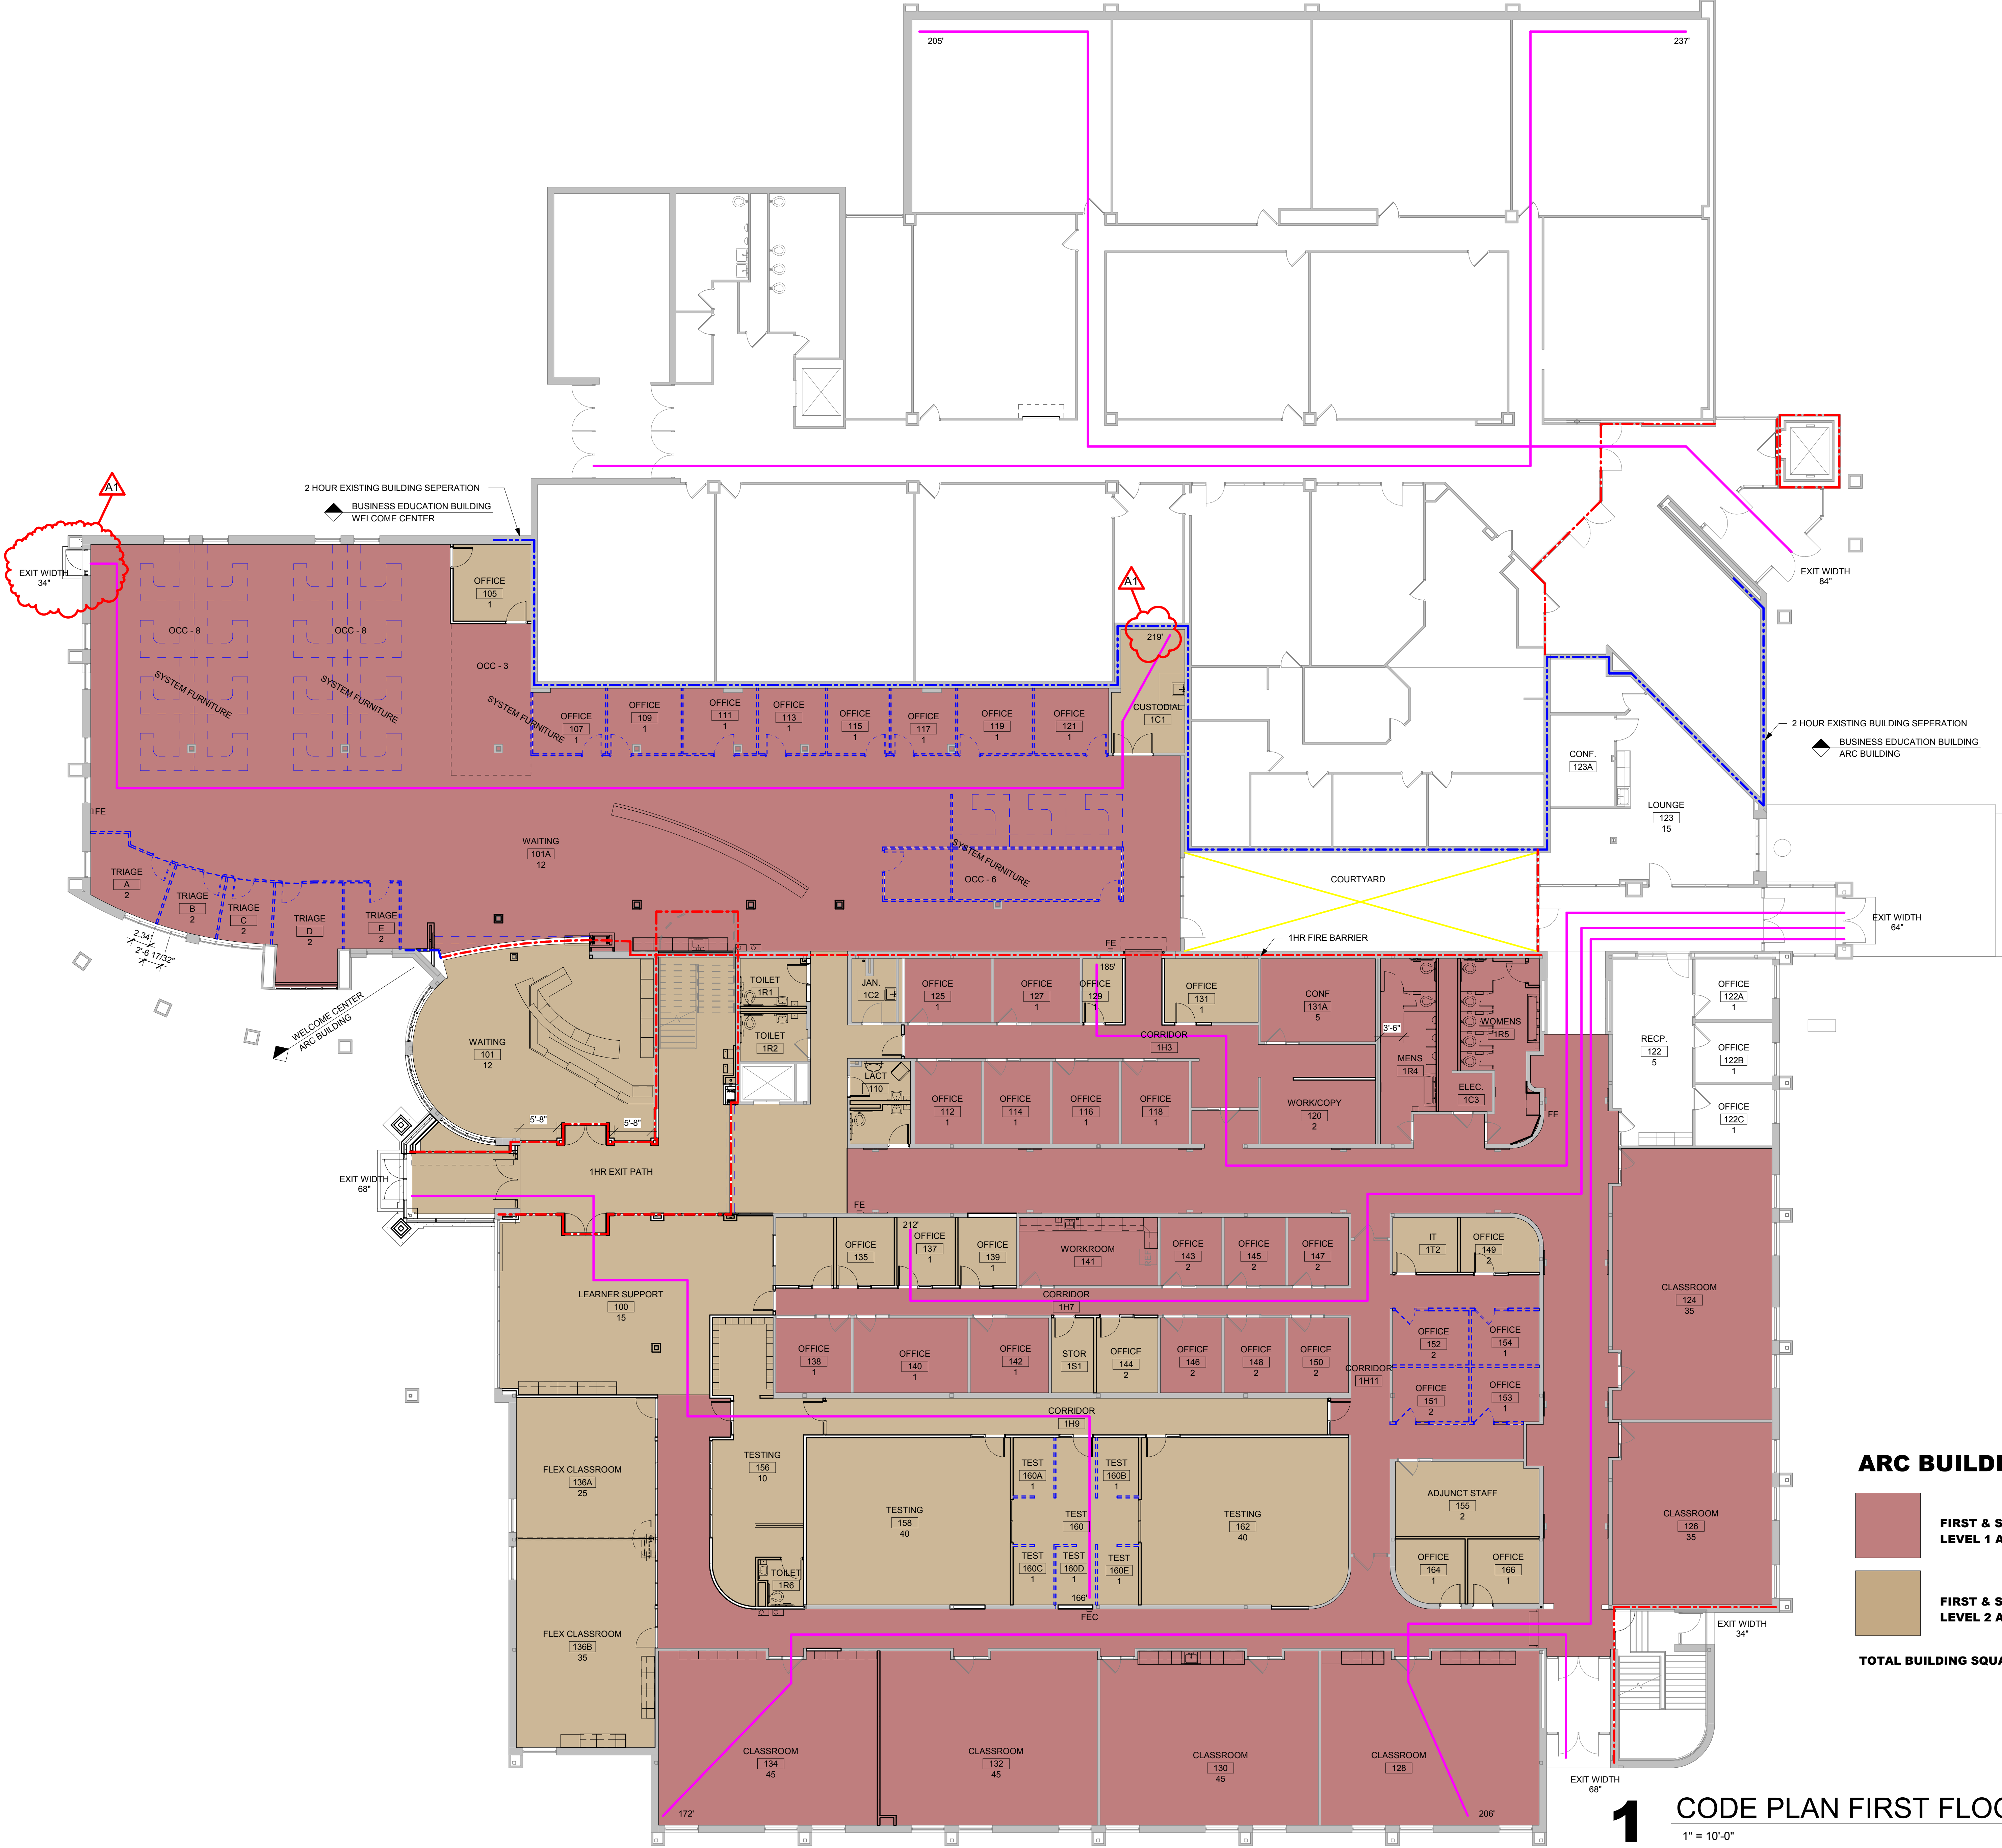 205'
237'
2 HOUR EXISTING BUILDING SEPERATION
BUSINESS EDUCATION BUILDING
WELCOME CENTER
A1
EXIT WIDTH
34"
OFFICE
105
1
OCC - 8
OCC - 8
OCC - 3
SYSTEM FURNITURE
SYSTEM FURNITURE
SYSTEM FURNITURE
A1
219'
CUSTODIAL
1C1
OFFICE
107
1
OFFICE
109
1
OFFICE
111
1
OFFICE
113
1
OFFICE
115
1
OFFICE
117
1
OFFICE
119
1
OFFICE
121
1
EXIT WIDTH
84"
2 HOUR EXISTING BUILDING SEPERATION
BUSINESS EDUCATION BUILDING
ARC BUILDING
CONF.
123A
LOUNGE
123
15
FE
WAITING
101A
12
SYSTEM FURNITURE
OCC - 6
COURTYARD
TRIAGE
A
2
TRIAGE
B
2
TRIAGE
C
2
TRIAGE
D
2
TRIAGE
E
2
2.34'
2'-6 17/32"
WELCOME CENTER
ARC BUILDING
EXIT WIDTH
64"
1HR FIRE BARRIER
FE
WAITING
101
12
5'-8"
5'-8"
TOILET
1R1
TOILET
1R2
JAN.
1C2
OFFICE
125
1
OFFICE
127
1
185'
OFFICE
129
1
OFFICE
131
1
CONF
131A
5
3'-6"
WOMENS
1R5
MENS
1R4
ELEC.
1C3
FE
CORRIDOR
1H3
LACT
110
OFFICE
112
1
OFFICE
114
1
OFFICE
116
1
OFFICE
118
1
WORK/COPY
120
2
RECP.
122
5
OFFICE
122A
1
OFFICE
122B
1
OFFICE
122C
1
EXIT WIDTH
68"
1HR EXIT PATH
FE
212'
OFFICE
135
OFFICE
137
1
OFFICE
139
1
WORKROOM
141
OFFICE
143
2
OFFICE
145
2
OFFICE
147
2
IT
1T2
OFFICE
149
2
CLASSROOM
124
35
LEARNER SUPPORT
100
15
CORRIDOR
1H7
OFFICE
138
1
OFFICE
140
1
OFFICE
142
1
STOR
1S1
OFFICE
144
2
OFFICE
146
2
OFFICE
148
2
OFFICE
150
2
CORRIDOR
1H11
OFFICE
152
2
OFFICE
154
1
OFFICE
151
2
OFFICE
153
1
CORRIDOR
1H9
FLEX CLASSROOM
136A
25
TESTING
156
10
TESTING
158
40
TEST
160A
1
TEST
160B
1
TEST
160
TEST
160C
1
TEST
160D
1
TEST
160E
1
166'
FEC
TESTING
162
40
ADJUNCT STAFF
155
2
OFFICE
164
1
OFFICE
166
1
CLASSROOM
126
35
TOILET
1R6
FLEX CLASSROOM
136B
35
EXIT WIDTH
34"
CLASSROOM
134
45
CLASSROOM
132
45
CLASSROOM
130
45
CLASSROOM
128
172'
206'
EXIT WIDTH
68"
ARC BUILDI
FIRST & S
LEVEL 1 A
FIRST & S
LEVEL 2 A
TOTAL BUILDING SQUA
1
CODE PLAN FIRST FLOO
1" = 10'-0"